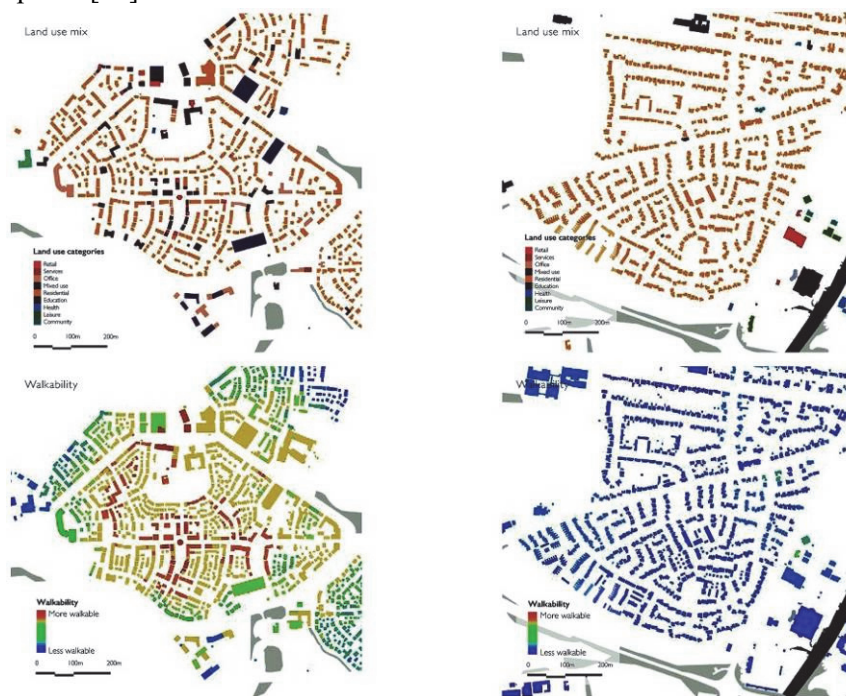 Land use mix
Land use mix
Land use categories
Retail
Services
Office
Mixed use
Residential
Education
Health
Leisure
Community
0 100m 200m
Land use categories
Retail
Services
Office
Mixed use
Residential
Education
Health
Leisure
Community
0 100m 200m
Walkability
Walkability
Walkability
More walkable
Less walkable
0 100m 200m
Walkability
More walkable
Less walkable
0 100m 200m